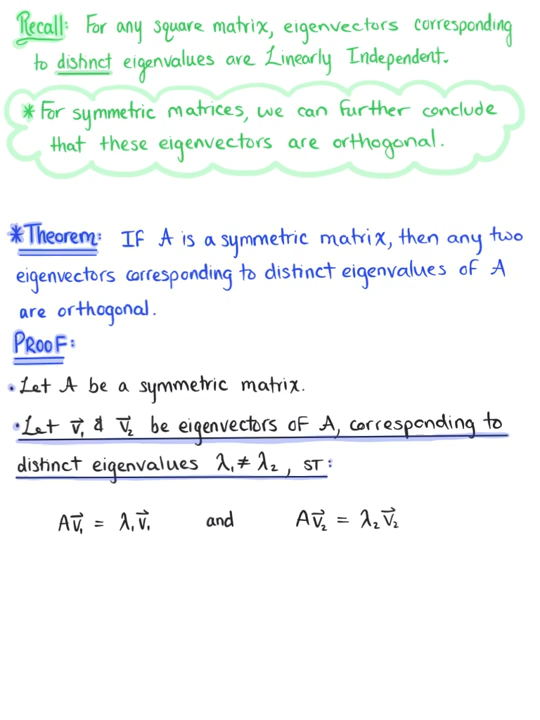 Recall: For any square matrix, eigenvectors corresponding
to distinct eigenvalues are Linearly Independent.
* For symmetric matrices, we can further conclude
that these eigenvectors are orthogonal.
*Theorem: If A is a symmetric matrix, then any two
eigenvectors corresponding to distinct eigenvalues of A
are orthogonal.
PROOF:
• Let A be a symmetric matrix.
• Let v⃗₁ & v⃗₂ be eigenvectors of A, corresponding to
distinct eigenvalues λ₁ ≠ λ₂, ST:
Av⃗₁ = λ₁v⃗₁ and Av⃗₂ = λ₂v⃗₂